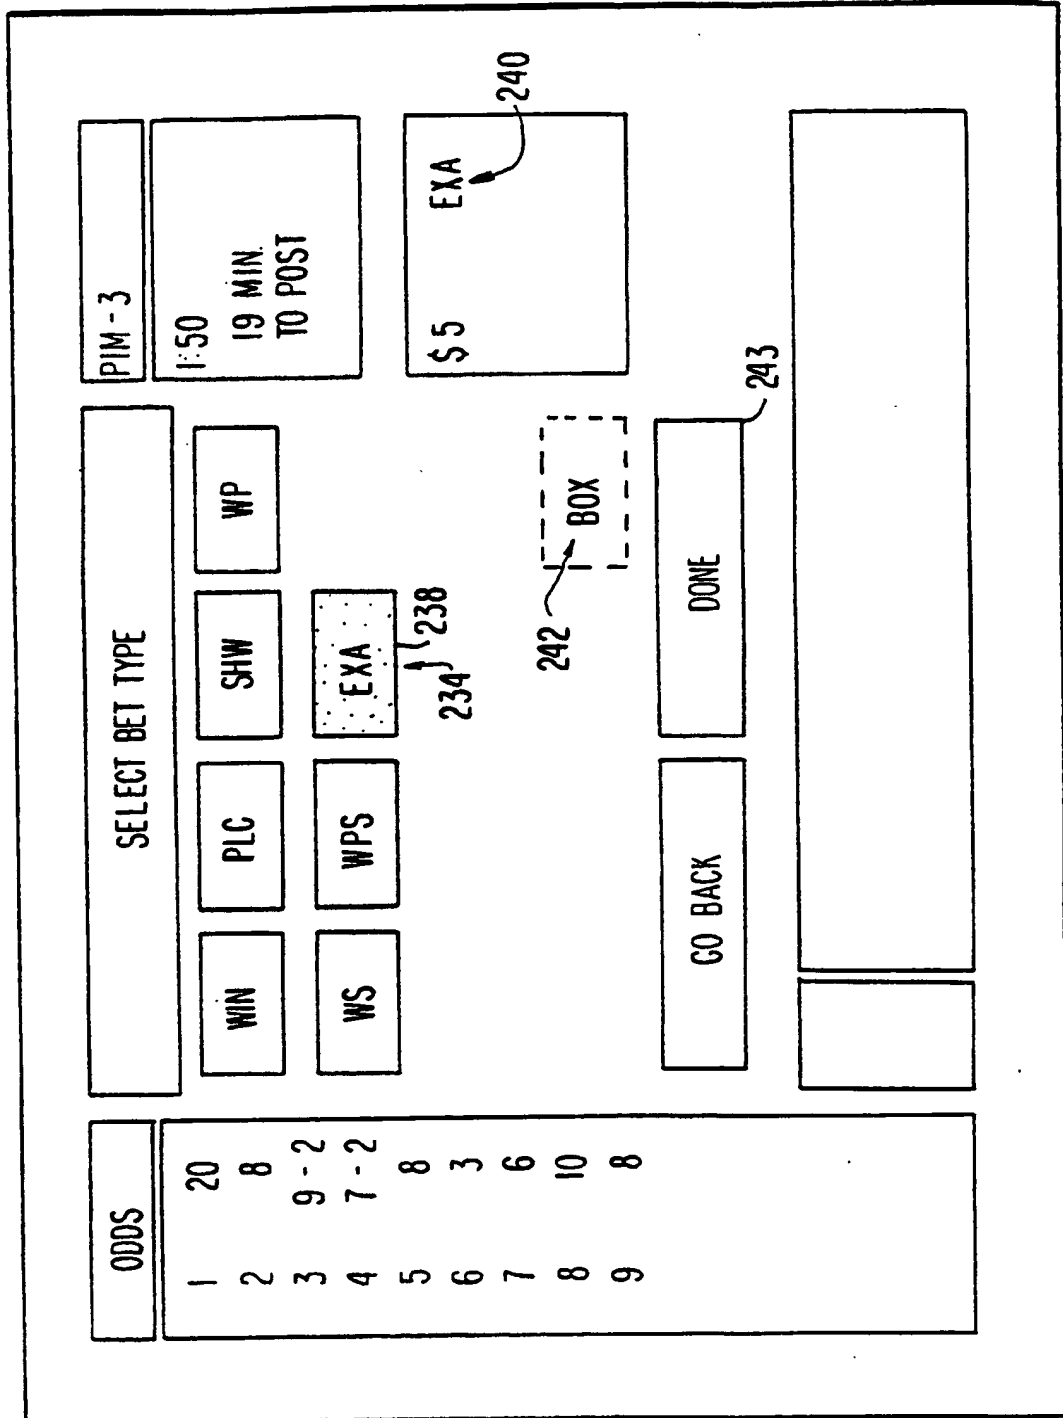 ODDS
1 20
2 8
3 9 - 2
4 7 - 2
5 8
6 3
7 6
8 10
9 8
SELECT BET TYPE
WIN PLC SHW WP
WS WPS EXA
234 238
242 BOX
GO BACK DONE
243
PIM - 3
1:50
19 MIN.
TO POST
$5 EXA
240